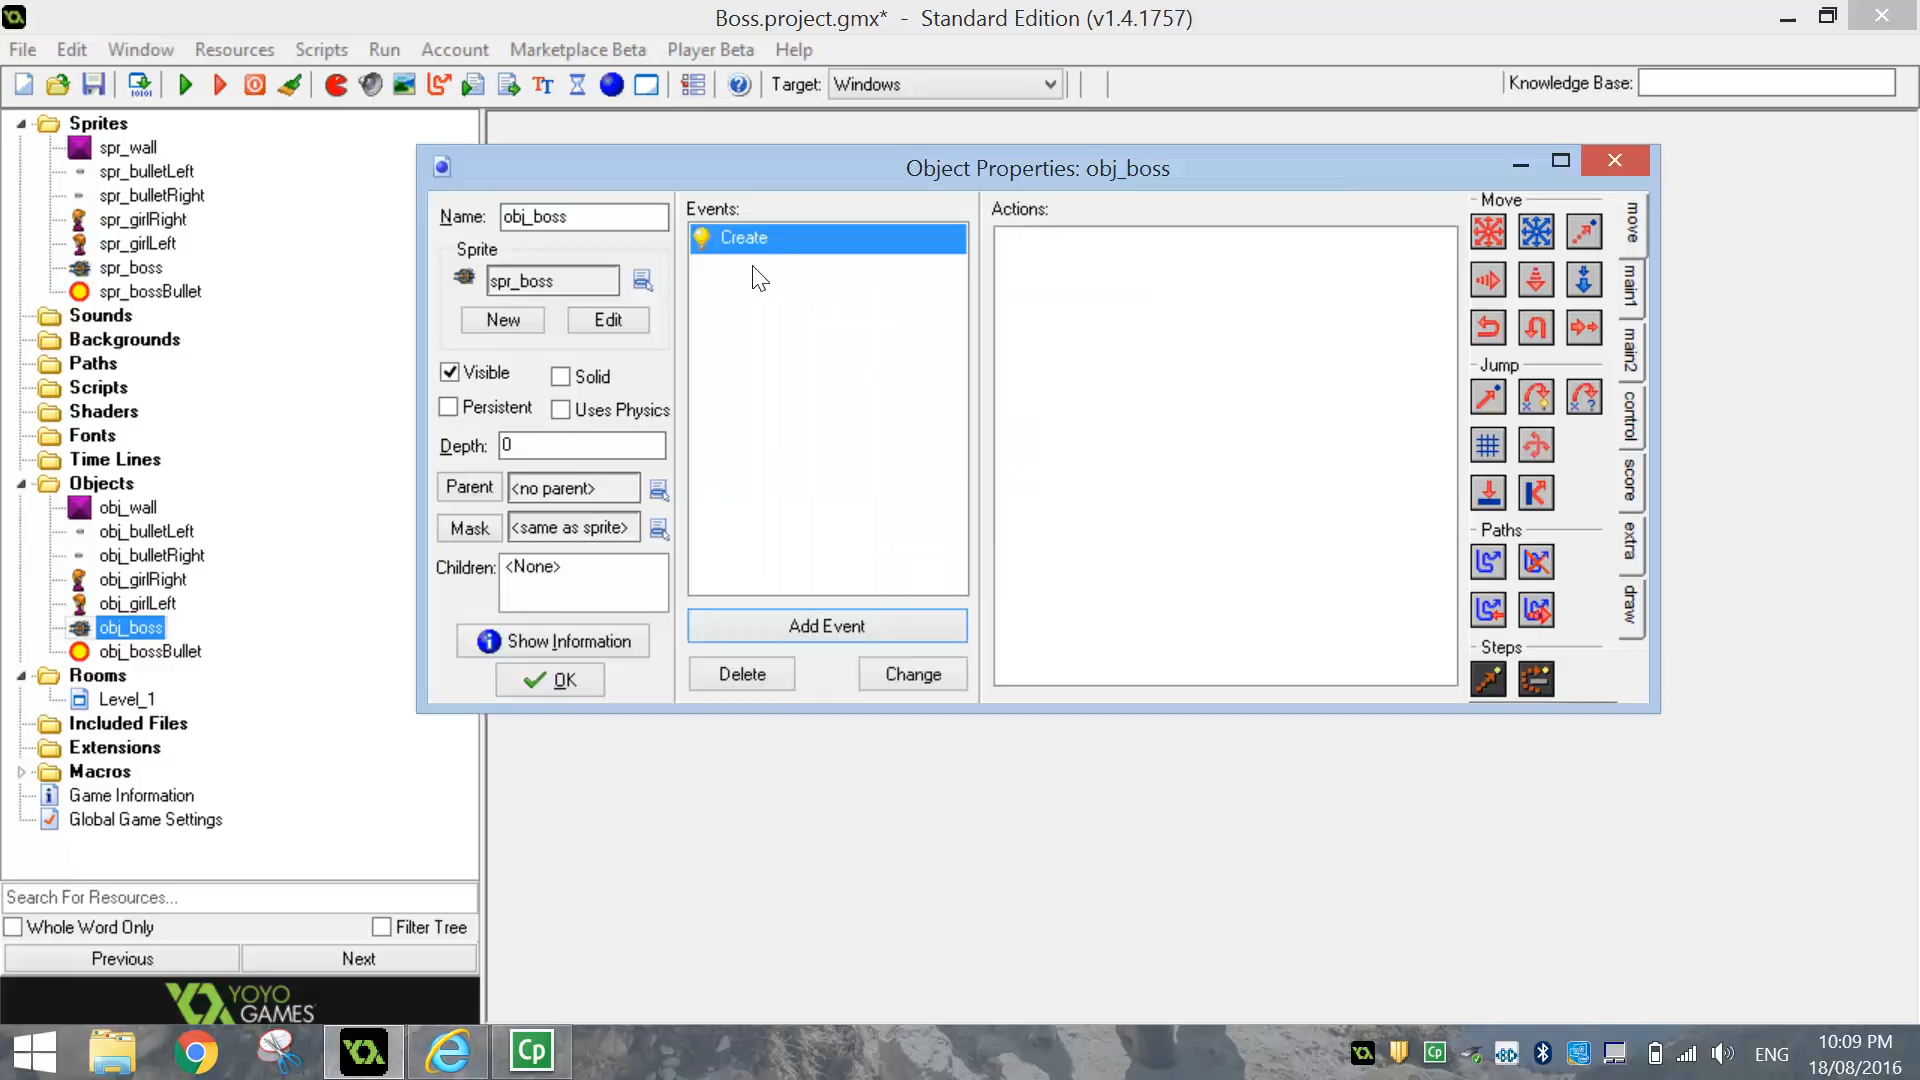 Boss.project.gmx* - Standard Edition (v1.4.1757)
File Edit Window Resources Scripts Run Account Marketplace Beta Player Beta Help
Target: Windows
Knowledge Base:
Sprites
spr_wall
spr_bulletLeft
spr_bulletRight
spr_girlRight
spr_girlLeft
spr_boss
spr_bossBullet
Sounds
Backgrounds
Paths
Scripts
Shaders
Fonts
Time Lines
Objects
obj_wall
obj_bulletLeft
obj_bulletRight
obj_girlRight
obj_girlLeft
obj_boss
obj_bossBullet
Rooms
Level_1
Included Files
Extensions
Macros
Game Information
Global Game Settings
Search For Resources...
Whole Word Only Filter Tree
Previous Next
YOYO
GAMES
Object Properties: obj_boss
Name: obj_boss
Sprite
spr_boss
New Edit
Visible Solid
Persistent Uses Physics
Depth: 0
Parent <no parent>
Mask <same as sprite>
Children: <None>
Show Information
OK
Events:
Create
Add Event
Delete Change
Actions:
Move
Jump
Paths
Steps
move
main1
main2
control
score
extra
draw
Cp
Cp
ENG
10:09 PM
18/08/2016